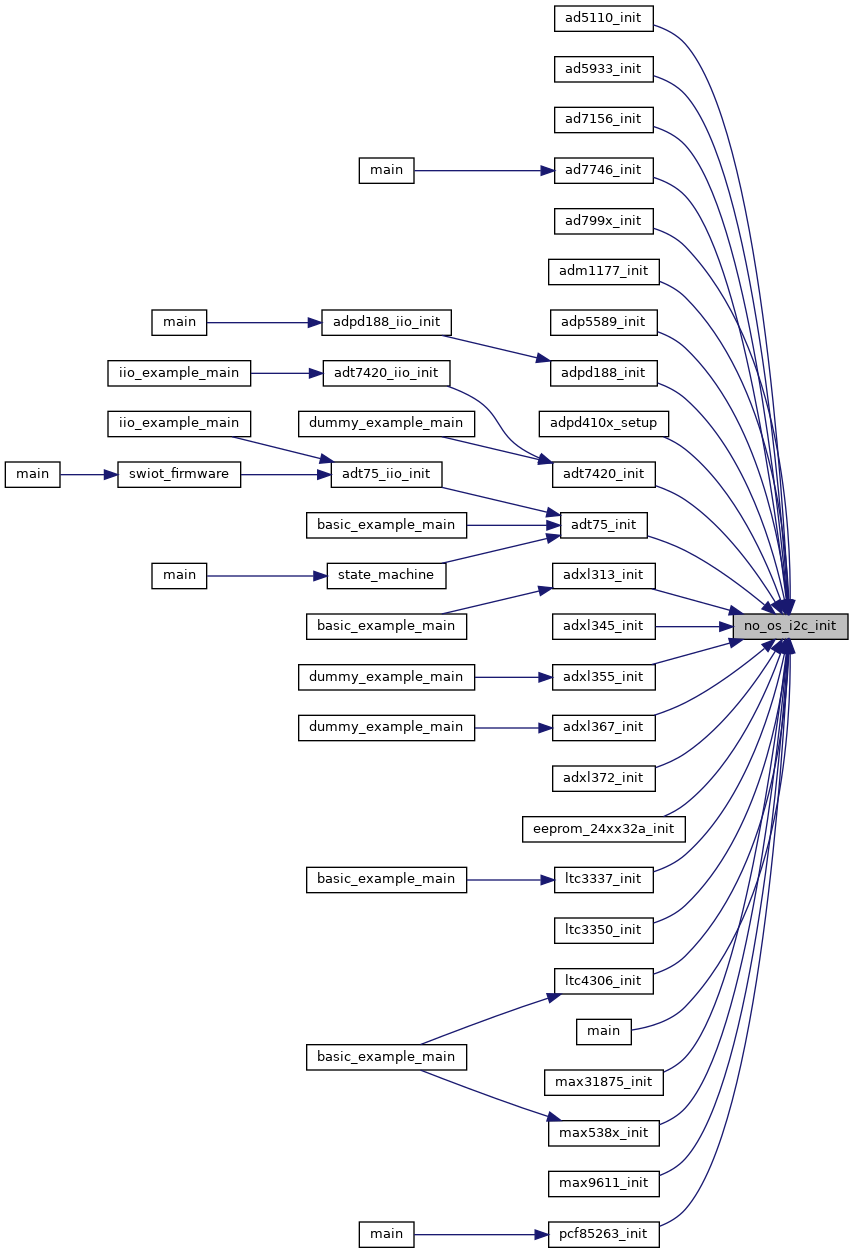 ad5110_init
ad5933_init
ad7156_init
main
ad7746_init
ad799x_init
adm1177_init
main
adpd188_iio_init
adp5589_init
iio_example_main
adt7420_iio_init
adpd188_init
iio_example_main
dummy_example_main
adpd410x_setup
main
swiot_firmware
adt75_iio_init
adt7420_init
basic_example_main
adt75_init
main
state_machine
adxl313_init
basic_example_main
adxl345_init
no_os_i2c_init
dummy_example_main
adxl355_init
dummy_example_main
adxl367_init
adxl372_init
eeprom_24xx32a_init
basic_example_main
ltc3337_init
ltc3350_init
ltc4306_init
main
basic_example_main
max31875_init
max538x_init
max9611_init
main
pcf85263_init